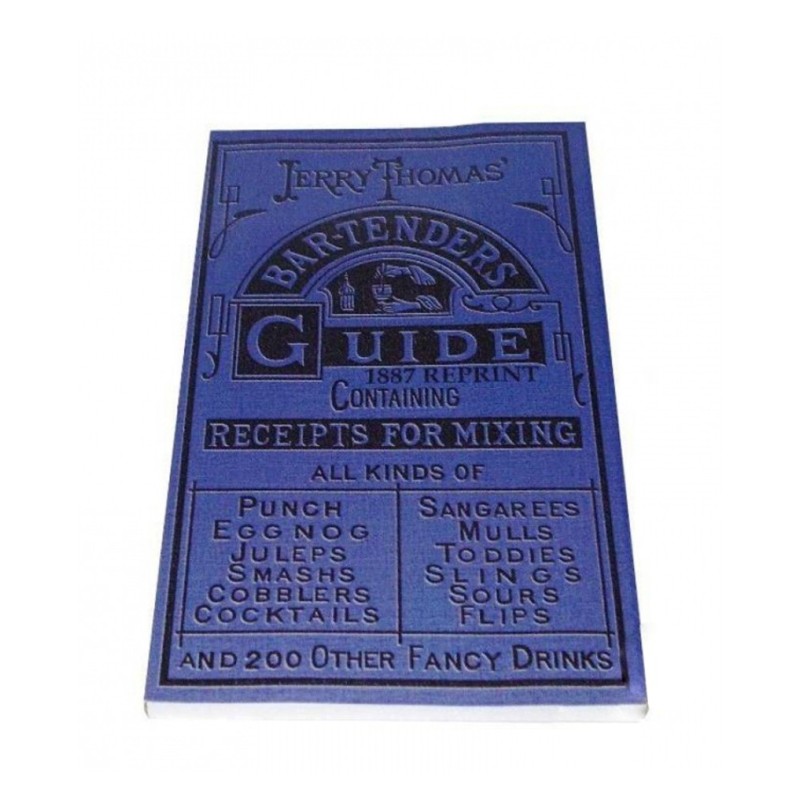 JERRY THOMAS'
BAR-TENDERS
GUIDE
1887 REPRINT
CONTAINING
RECEIPTS FOR MIXING
ALL KINDS OF
PUNCH
EGGNOG
JULEPS
SMASHS
COBBLERS
COCKTAILS
SANGAREES
MULLS
TODDIES
SLINGS
SOURS
FLIPS
AND 200 OTHER FANCY DRINKS